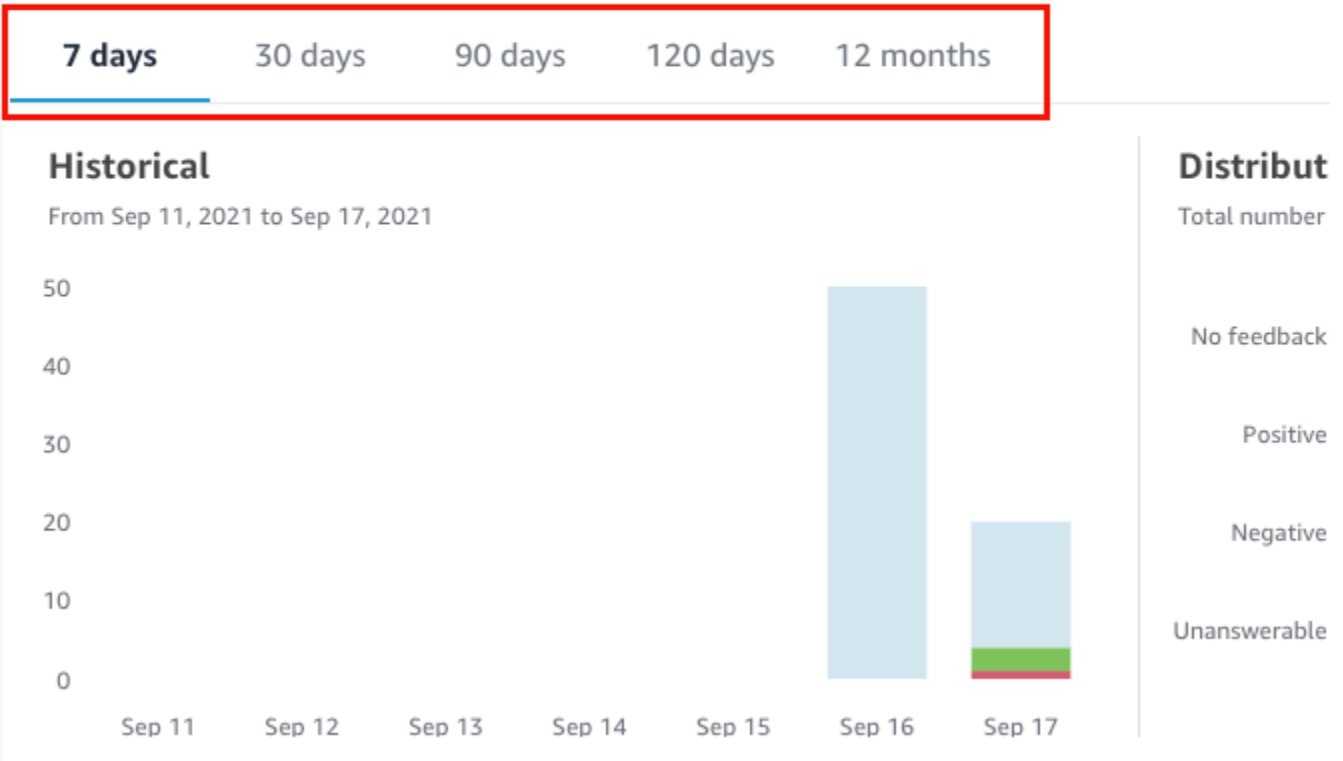 7 days 30 days 90 days 120 days 12 months
Historical
From Sep 11, 2021 to Sep 17, 2021
50
40
30
20
10
0
Sep 11 Sep 12 Sep 13 Sep 14 Sep 15 Sep 16 Sep 17
Distribut
Total number
No feedback
Positive
Negative
Unanswerable